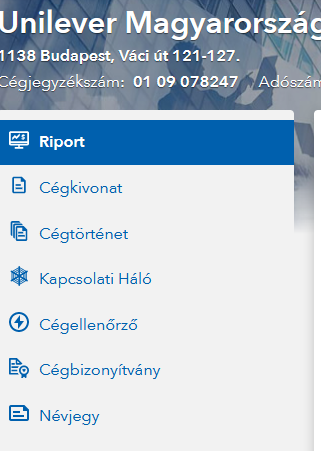 Unilever Magyarország
1138 Budapest, Váci út 121-127.
Cégjegyzékszám: 01 09 078247 Adószám
Riport
Cégkivonat
Cégtörténet
Kapcsolati Háló
Cégellenőrző
Cégbizonyítvány
Névjegy